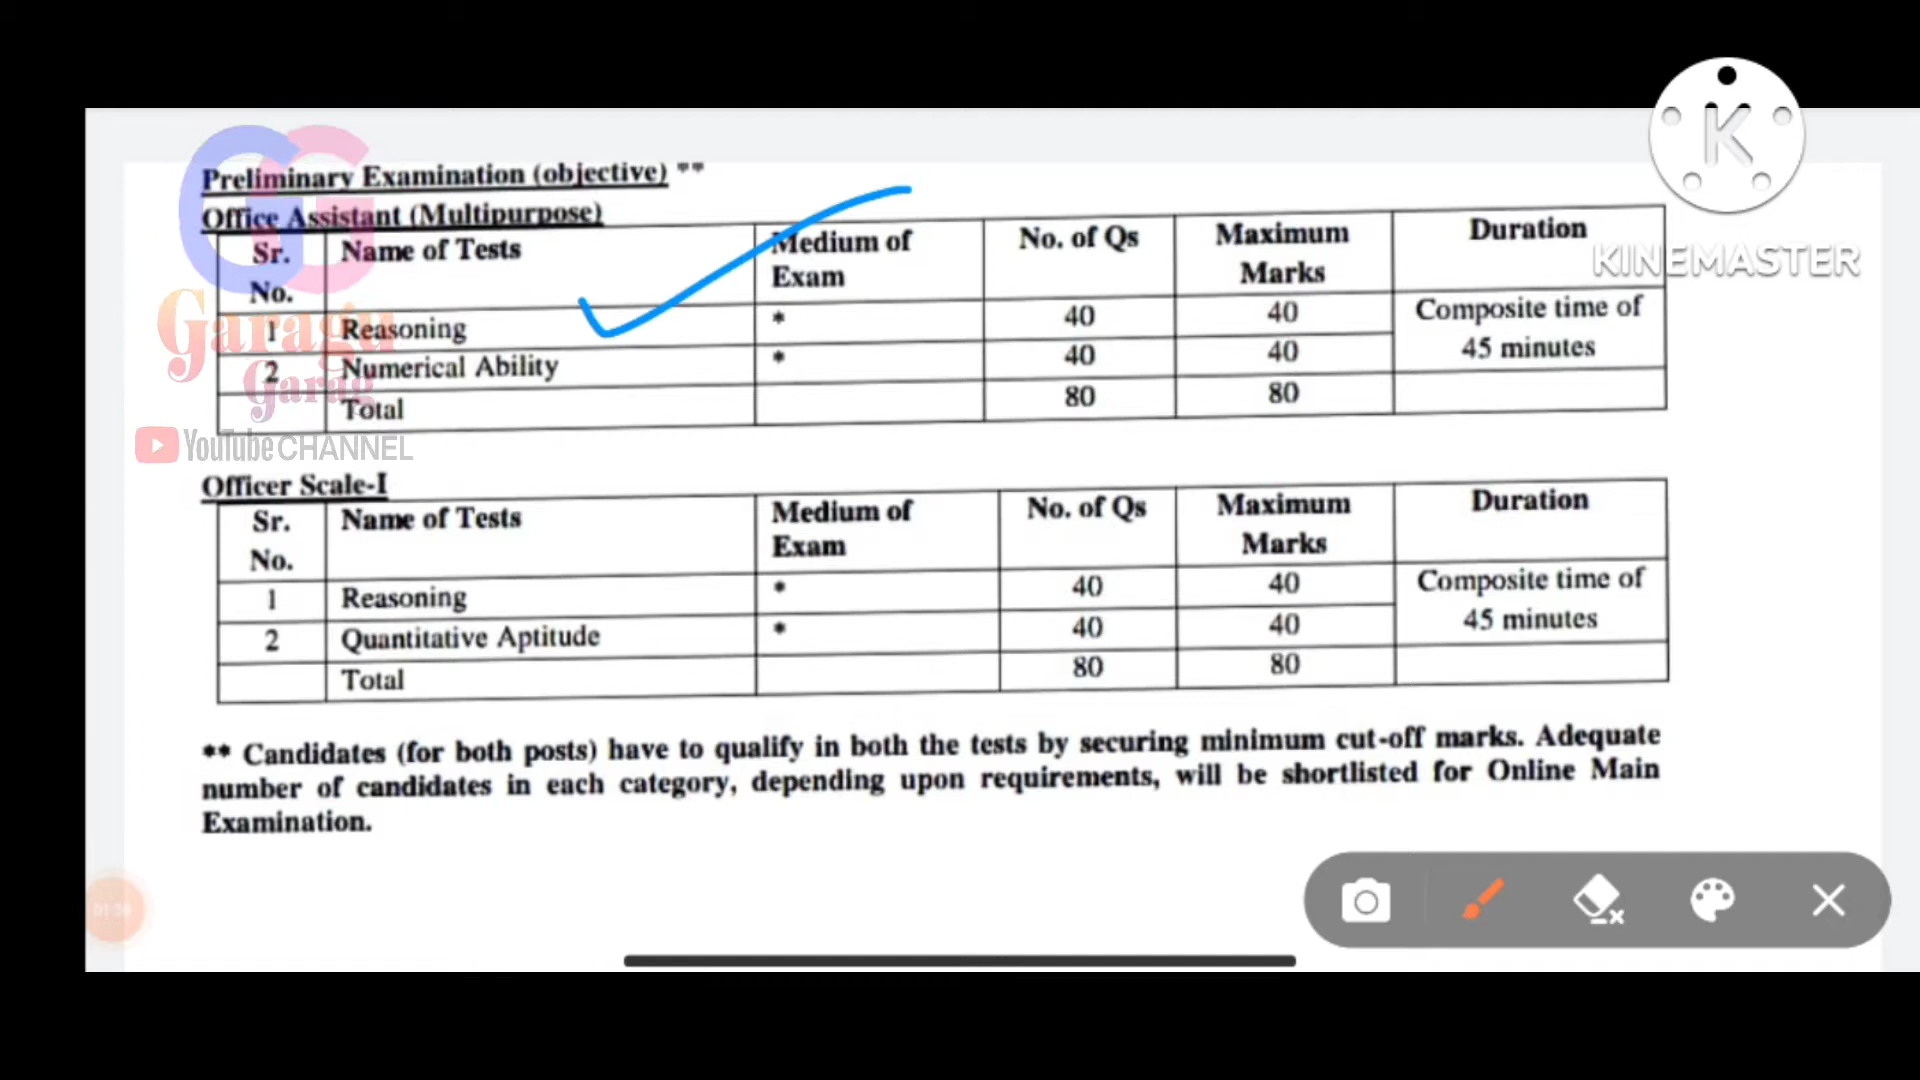 Preliminary Examination (objective) **
Office Assistant (Multipurpose)
Sr. No. Name of Tests Medium of Exam No. of Qs Maximum Marks Duration
1 Reasoning * 40 40 Composite time of 45 minutes
2 Numerical Ability * 40 40
Total 80 80
Officer Scale-I
Sr. No. Name of Tests Medium of Exam No. of Qs Maximum Marks Duration
1 Reasoning * 40 40 Composite time of 45 minutes
2 Quantitative Aptitude * 40 40
Total 80 80
** Candidates (for both posts) have to qualify in both the tests by securing minimum cut-off marks. Adequate
number of candidates in each category, depending upon requirements, will be shortlisted for Online Main
Examination.
GG
Garagu
Garag
YouTube CHANNEL
K
KINEMASTER